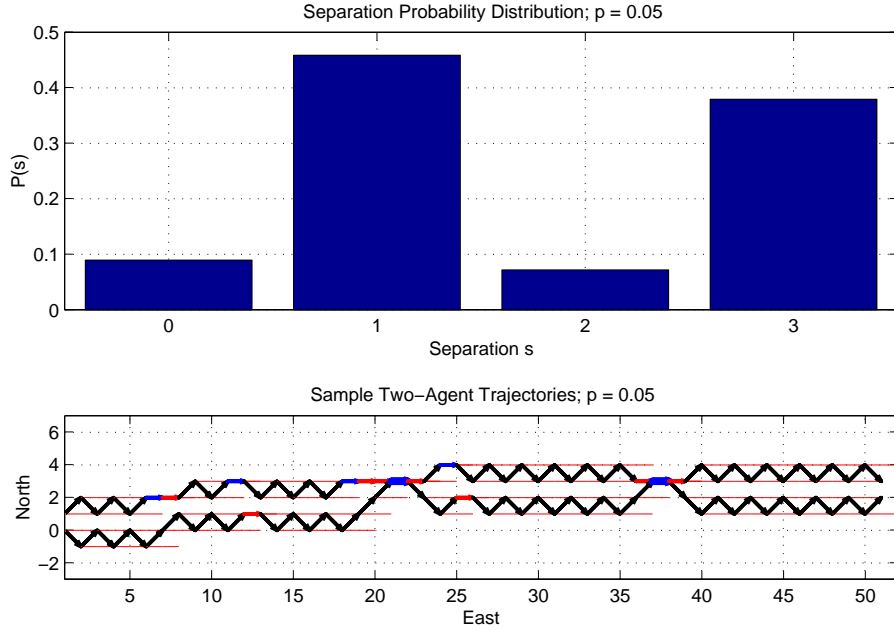 Separation Probability Distribution; p = 0.05
0.5
0.4
0.3
0.2
0.1
0
P(s)
0 1 2 3
Separation s
Sample Two−Agent Trajectories; p = 0.05
6
4
2
0
−2
North
5 10 15 20 25 30 35 40 45 50
East